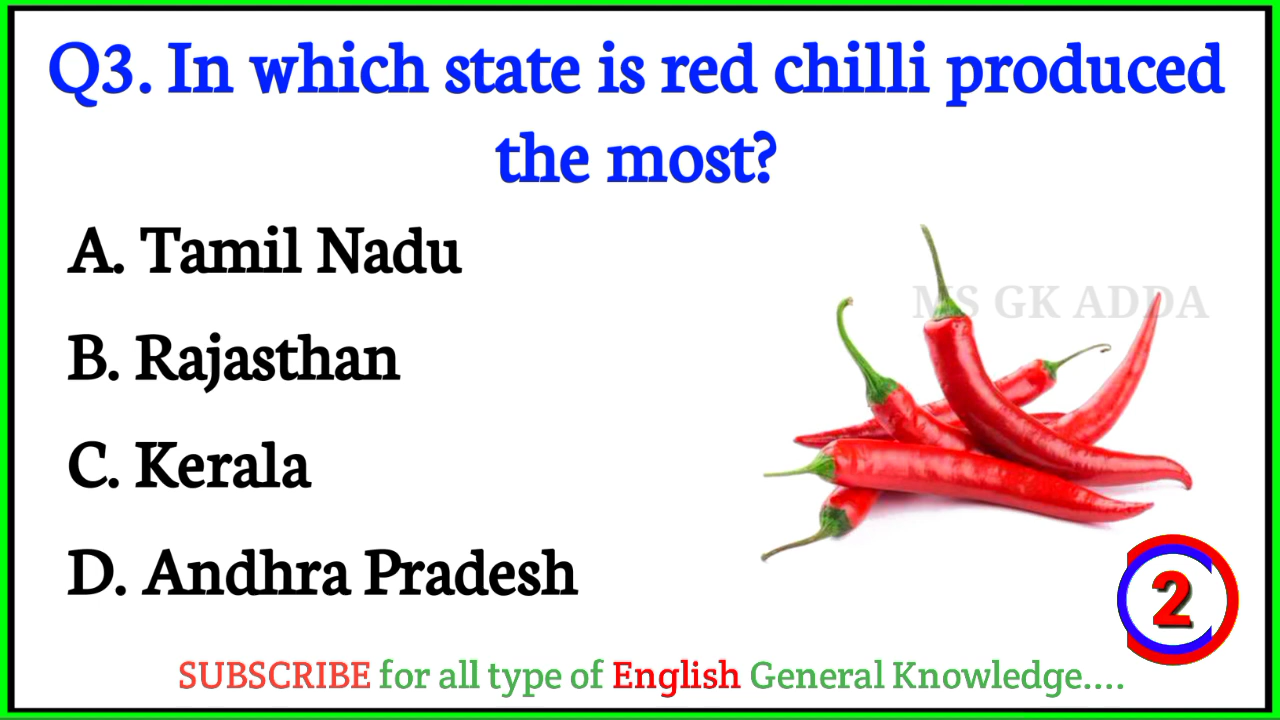 Q3. In which state is red chilli produced
the most?
A. Tamil Nadu
MS GK ADDA
B. Rajasthan
C. Kerala
D. Andhra Pradesh
2
SUBSCRIBE for all type of English General Knowledge....